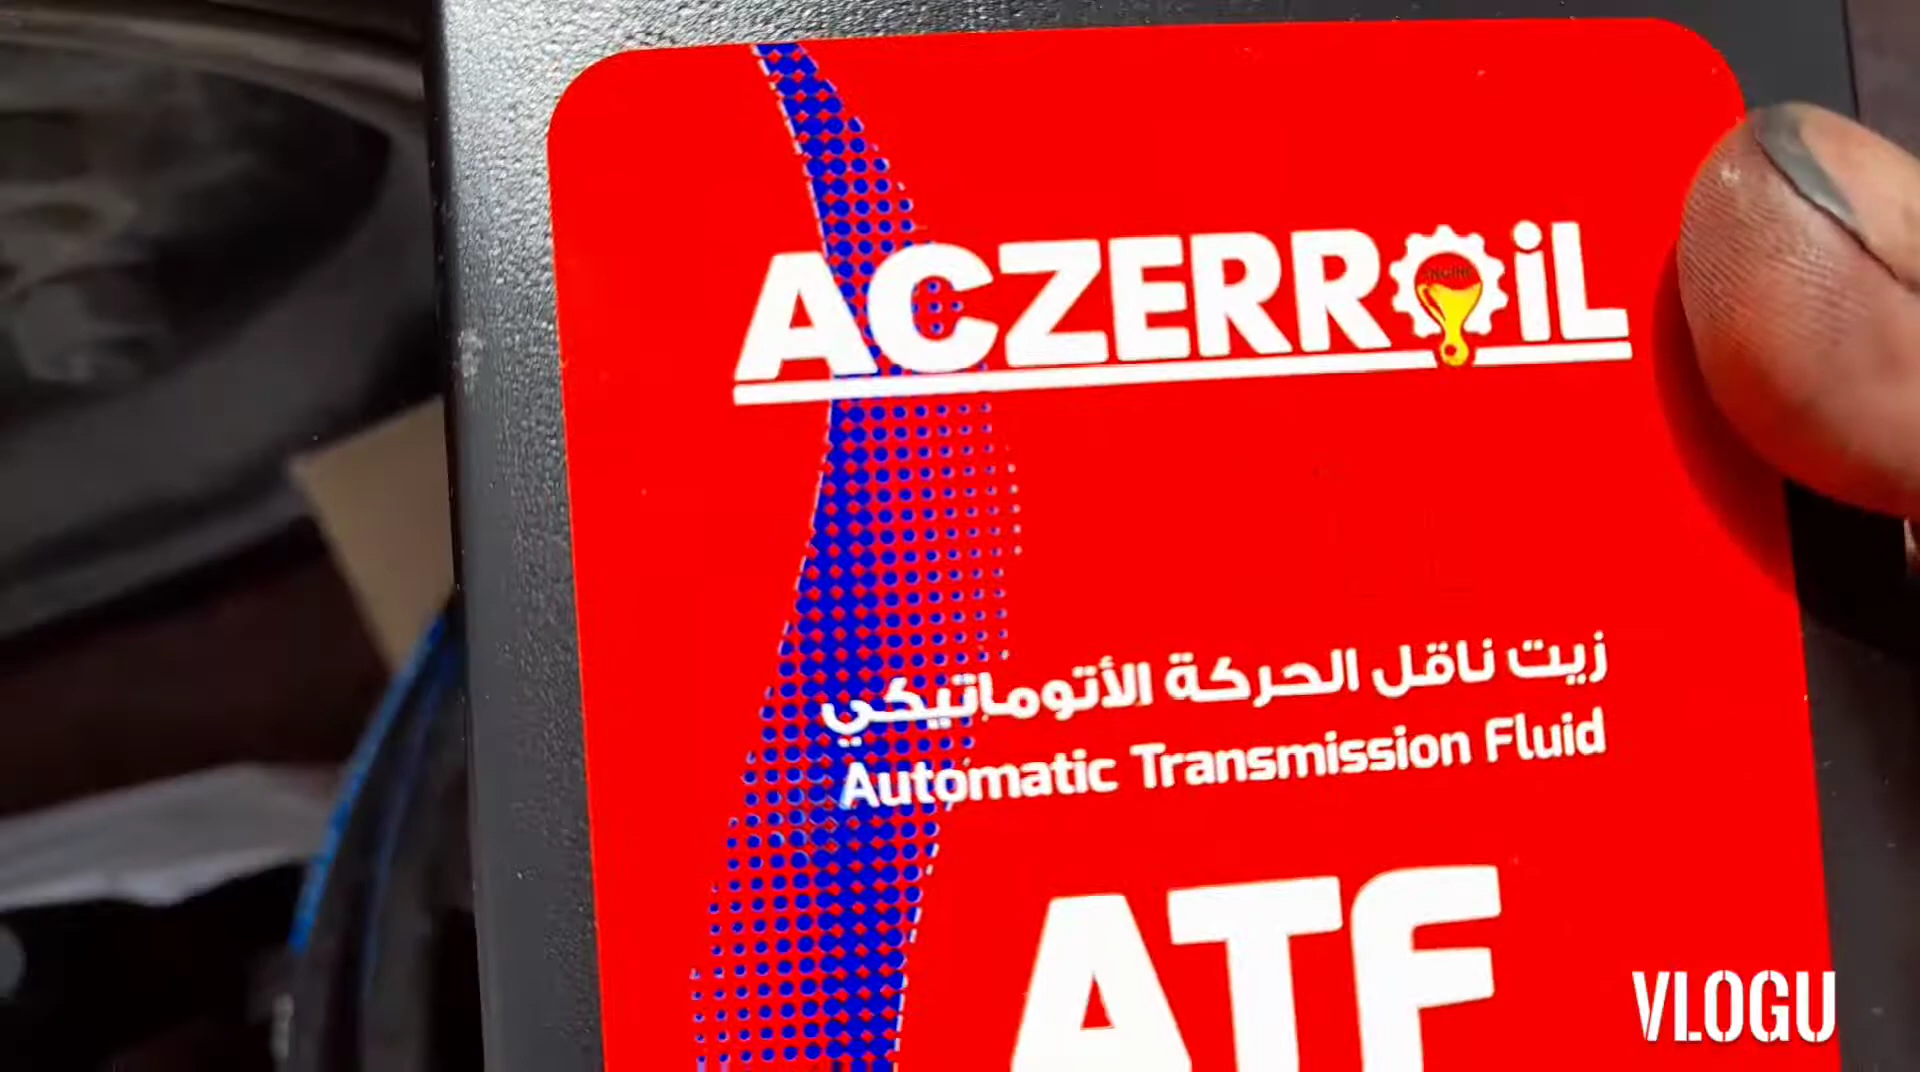 ACZERROIL
زيت ناقل الحركة الأتوماتيكي
Automatic Transmission Fluid
ATF
VLOGU